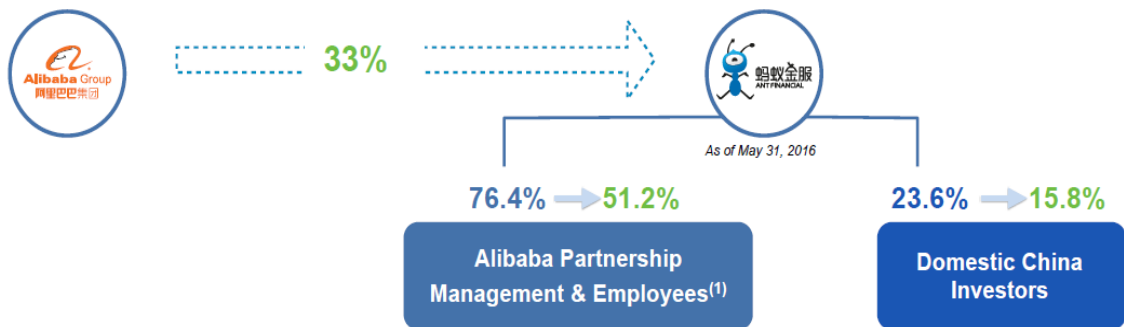 Alibaba Group
阿里巴巴集团
33%
蚂蚁金服
ANT FINANCIAL
As of May 31, 2016
76.4%
51.2%
23.6%
15.8%
Alibaba Partnership
Management & Employees(1)
Domestic China
Investors